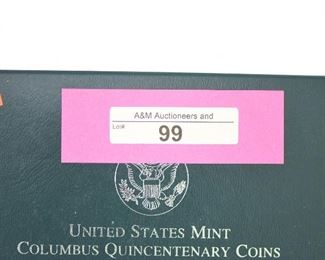 A&M Auctioneers and
Lot#
99
UNITED STATES MINT
COLUMBUS QUINCENTENARY COINS